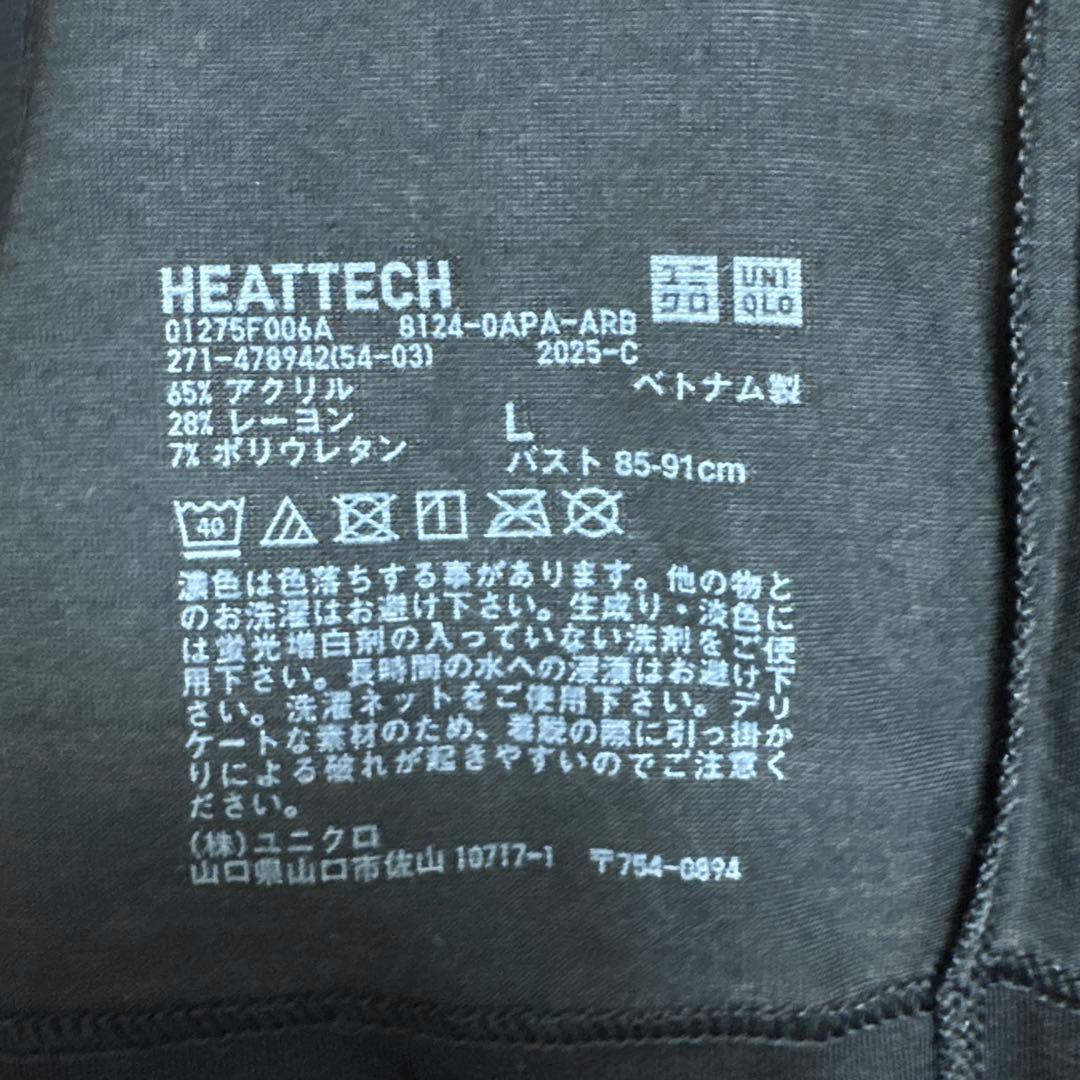 HEATTECH
ユニ
クロ
UNI
QLO
01275F006A 8124-0APA-ARB
271-478942(54-03) 2025-C
65% アクリル ベトナム製
28% レーヨン L
7% ポリウレタン バスト 85-91cm
40
濃色は色落ちする事があります。他の物と
のお洗濯はお避け下さい。生成り・淡色に
は蛍光増白剤の入っていない洗剤をご使
用下さい。長時間の水への浸漬はお避け下
さい。洗濯ネットをご使用下さい。デリ
ケートな素材のため、着脱の際に引っ掛か
りによる破れが起きやすいのでご注意く
ださい。
(株)ユニクロ
山口県山口市佐山 10717-1 〒754-0894